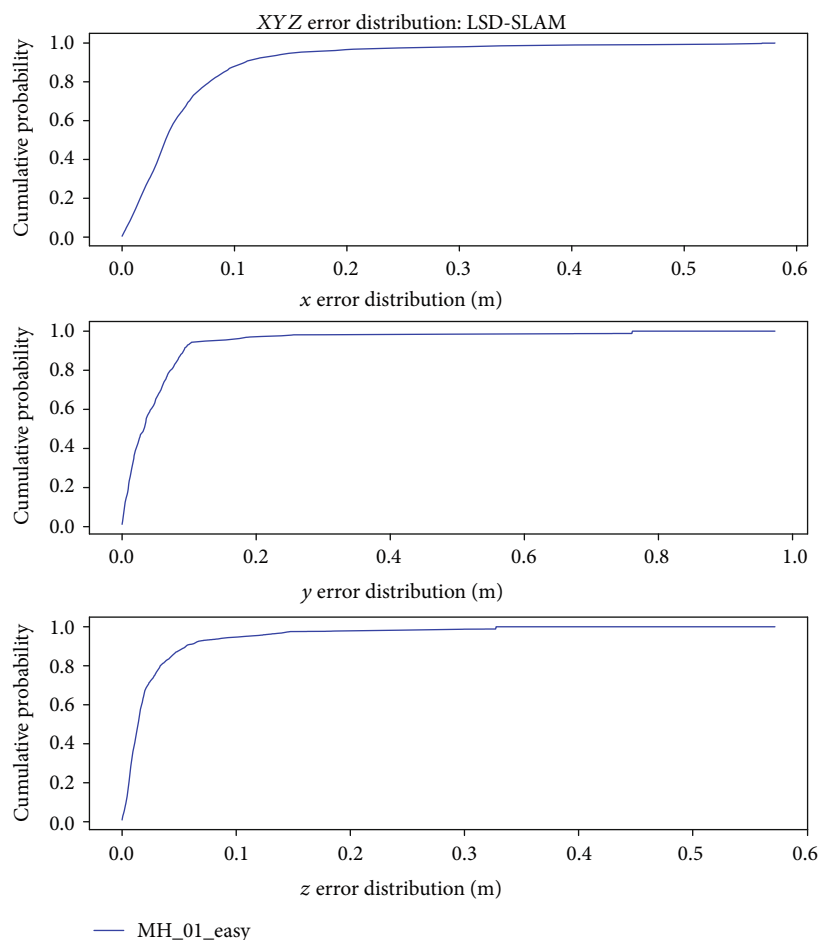 XYZ error distribution: LSD-SLAM
Cumulative probability
1.0
0.8
0.6
0.4
0.2
0.0
0.0 0.1 0.2 0.3 0.4 0.5 0.6
x error distribution (m)
Cumulative probability
1.0
0.8
0.6
0.4
0.2
0.0
0.0 0.2 0.4 0.6 0.8 1.0
y error distribution (m)
Cumulative probability
1.0
0.8
0.6
0.4
0.2
0.0
0.0 0.1 0.2 0.3 0.4 0.5 0.6
z error distribution (m)
MH_01_easy